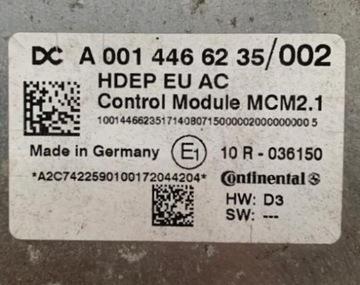 DC A 001 446 62 35/002
HDEP EU AC
Control Module MCM2.1
10014466235171408071500000200000000005
Made in Germany E1 10 R - 036150
*A2C7422590100172044204* Continental
HW: D3
SW: ---